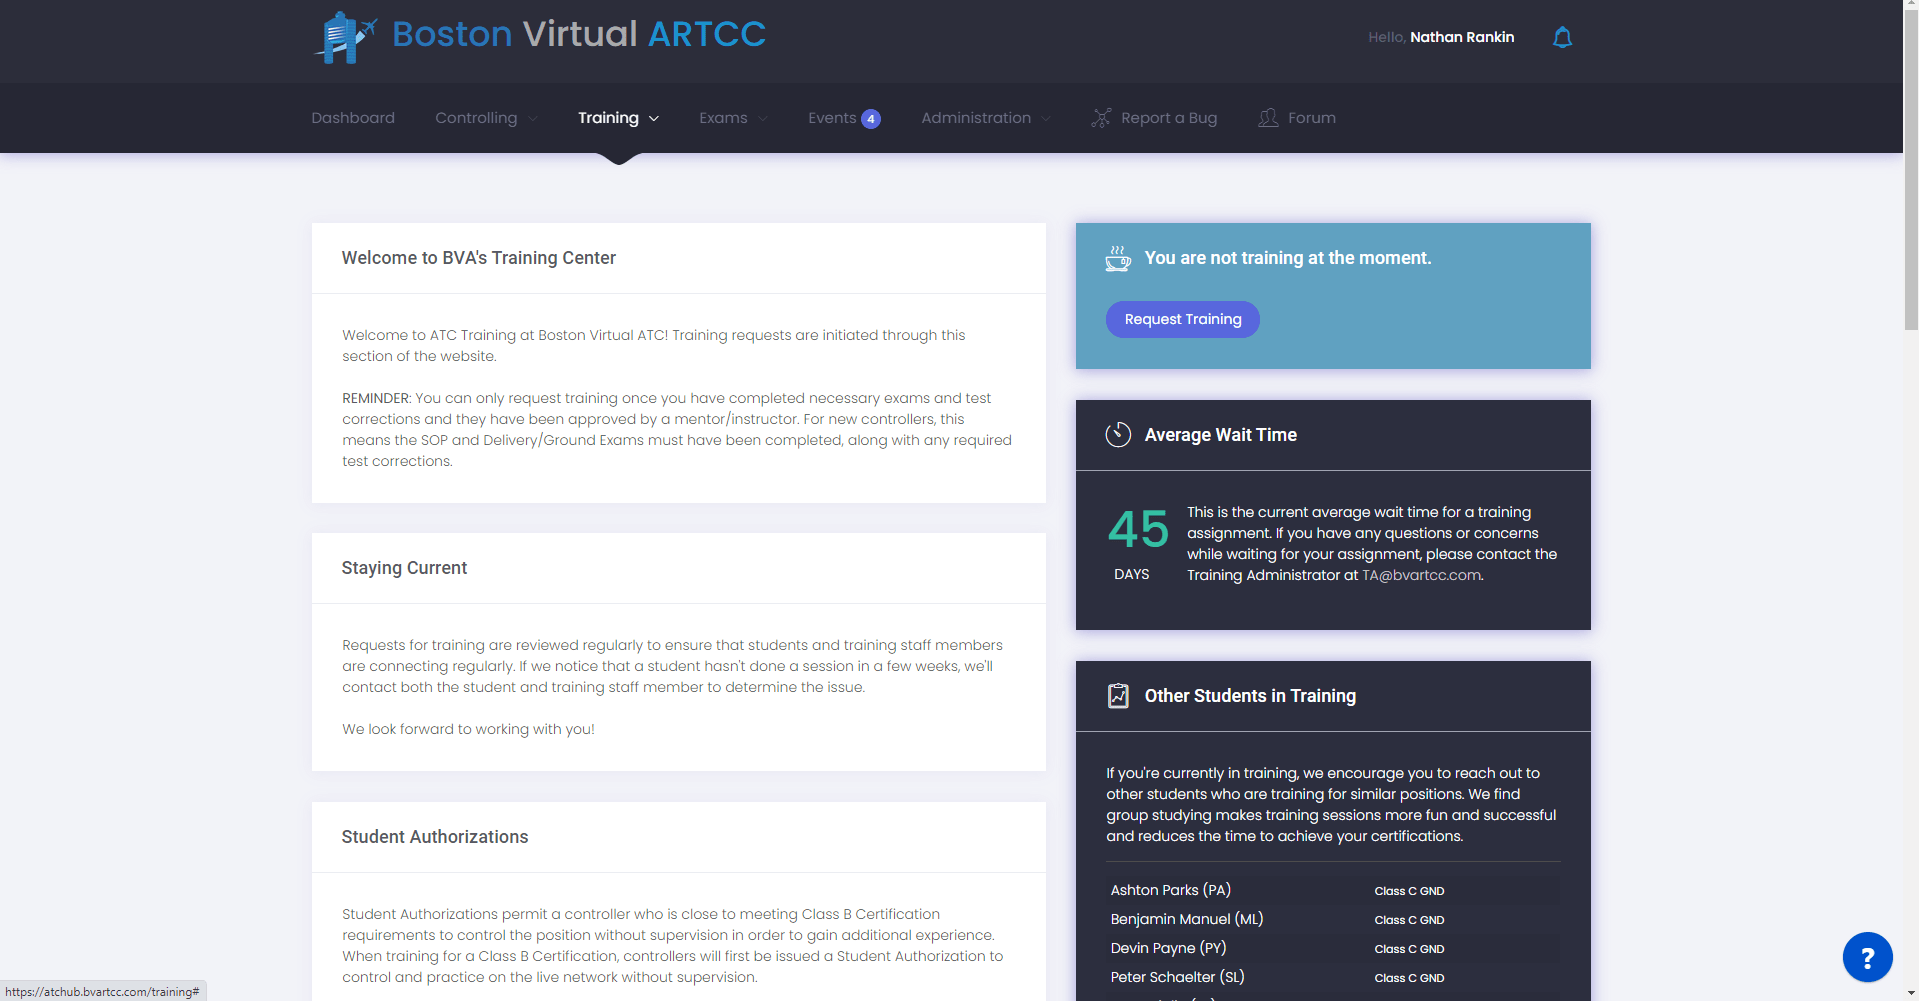 Boston Virtual ARTCC
Hello, Nathan Rankin
Dashboard
Controlling
Training
Exams
Events 4
Administration
Report a Bug
Forum
Welcome to BVA's Training Center
Welcome to ATC Training at Boston Virtual ATC! Training requests are initiated through this
section of the website.
REMINDER: You can only request training once you have completed necessary exams and test
corrections and they have been approved by a mentor/instructor. For new controllers, this
means the SOP and Delivery/Ground Exams must have been completed, along with any required
test corrections.
Staying Current
Requests for training are reviewed regularly to ensure that students and training staff members
are connecting regularly. If we notice that a student hasn't done a session in a few weeks, we'll
contact both the student and training staff member to determine the issue.
We look forward to working with you!
Student Authorizations
Student Authorizations permit a controller who is close to meeting Class B Certification
requirements to control the position without supervision in order to gain additional experience.
When training for a Class B Certification, controllers will first be issued a Student Authorization to
control and practice on the live network without supervision.
You are not training at the moment.
Request Training
Average Wait Time
45
DAYS
This is the current average wait time for a training
assignment. If you have any questions or concerns
while waiting for your assignment, please contact the
Training Administrator at TA@bvartcc.com.
Other Students in Training
If you're currently in training, we encourage you to reach out to
other students who are training for similar positions. We find
group studying makes training sessions more fun and successful
and reduces the time to achieve your certifications.
Ashton Parks (PA) Class C GND
Benjamin Manuel (ML) Class C GND
Devin Payne (PY) Class C GND
Peter Schaelter (SL) Class C GND
?
https://atchub.bvartcc.com/training#